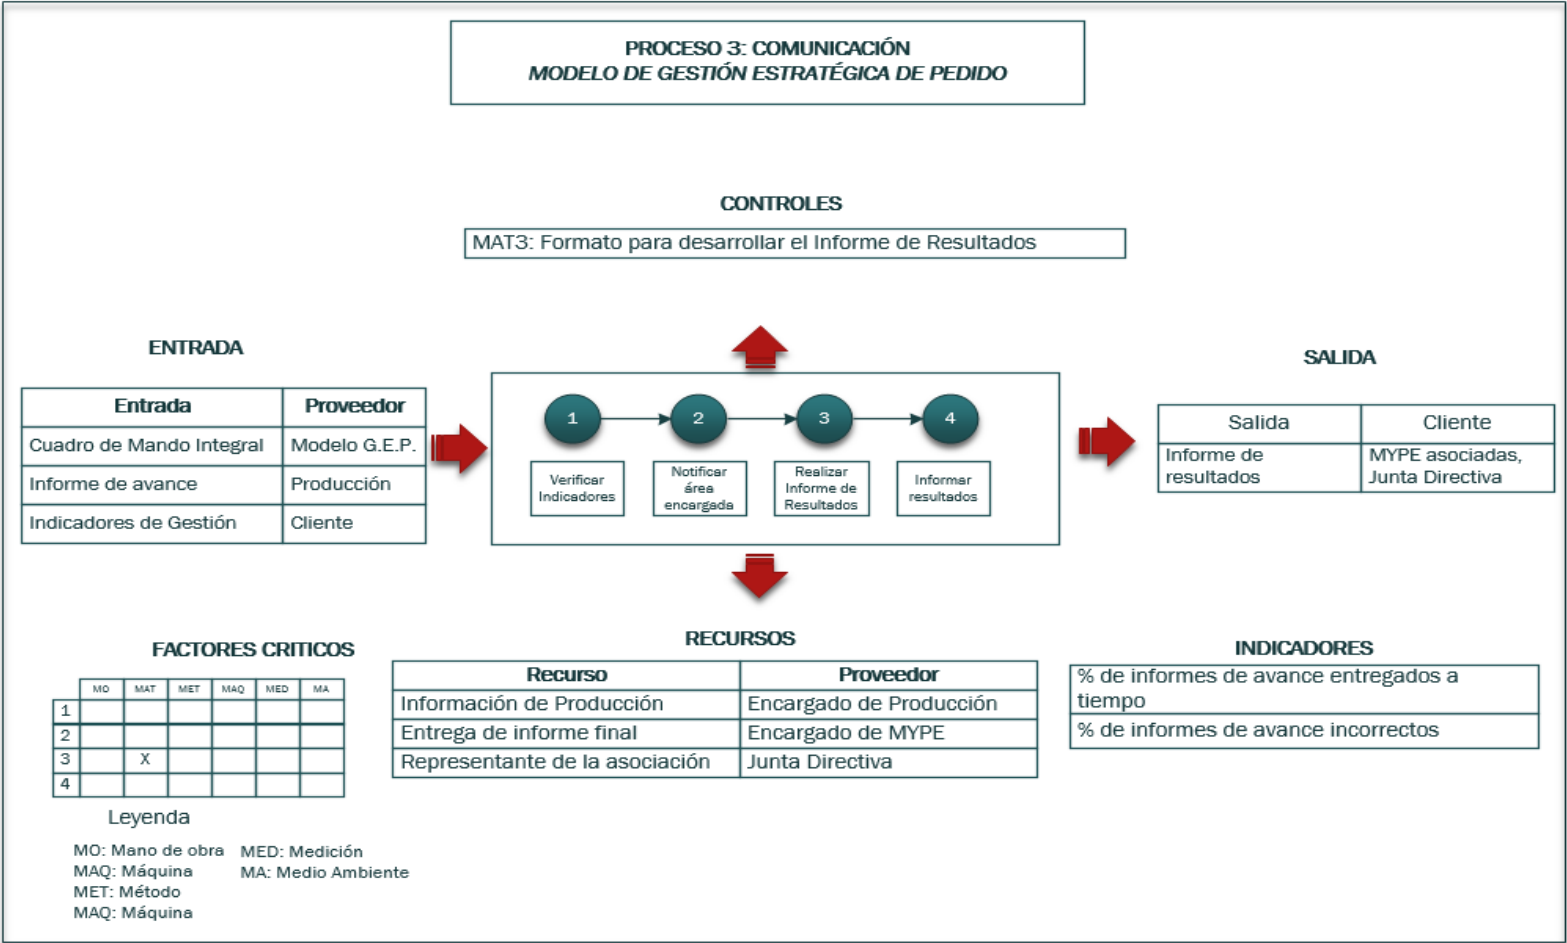 PROCESO 3: COMUNICACIÓN
MODELO DE GESTIÓN ESTRATÉGICA DE PEDIDO
CONTROLES
MAT3: Formato para desarrollar el Informe de Resultados
ENTRADA
Entrada Proveedor
Cuadro de Mando Integral Modelo G.E.P.
Informe de avance Producción
Indicadores de Gestión Cliente
1 2 3 4
Verificar
Indicadores
Notificar
área
encargada
Realizar
Informe de
Resultados
Informar
resultados
SALIDA
Salida Cliente
Informe de
resultados
MYPE asociadas,
Junta Directiva
FACTORES CRITICOS
MO MAT MET MAQ MED MA
1
2
3 X
4
Leyenda
MO: Mano de obra
MAQ: Máquina
MET: Método
MAQ: Máquina
MED: Medición
MA: Medio Ambiente
RECURSOS
Recurso Proveedor
Información de Producción Encargado de Producción
Entrega de informe final Encargado de MYPE
Representante de la asociación Junta Directiva
INDICADORES
% de informes de avance entregados a
tiempo
% de informes de avance incorrectos